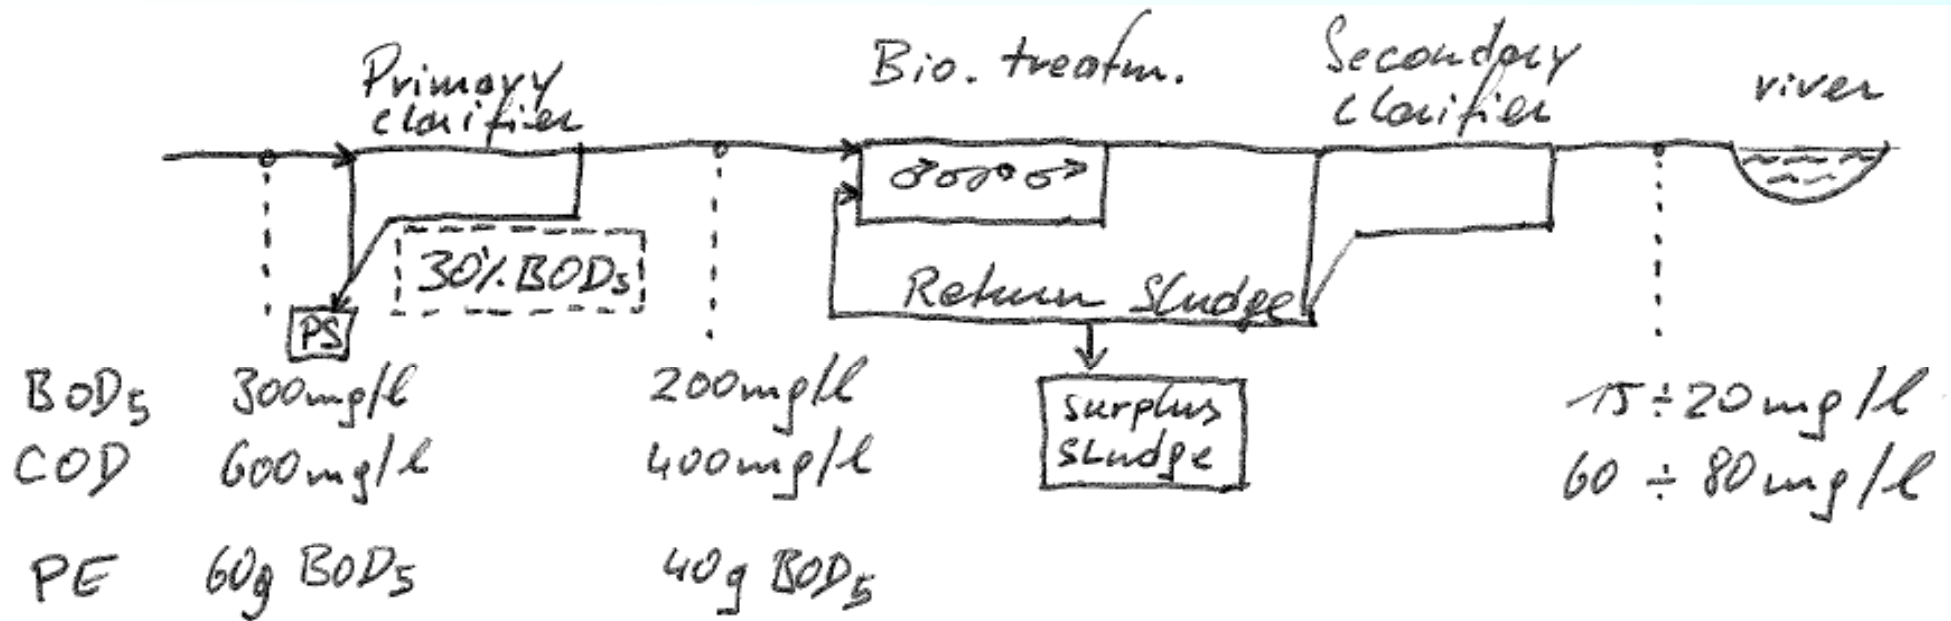 Primary
clarifier
Bio. treatm.
Secondary
clarifier
river
30% BOD5
PS
Return Sludge
surplus
sludge
BOD5 300mg/l 200mg/l 15÷20mg/l
COD 600mg/l 400mg/l 60÷80mg/l
PE 60g BOD5 40g BOD5